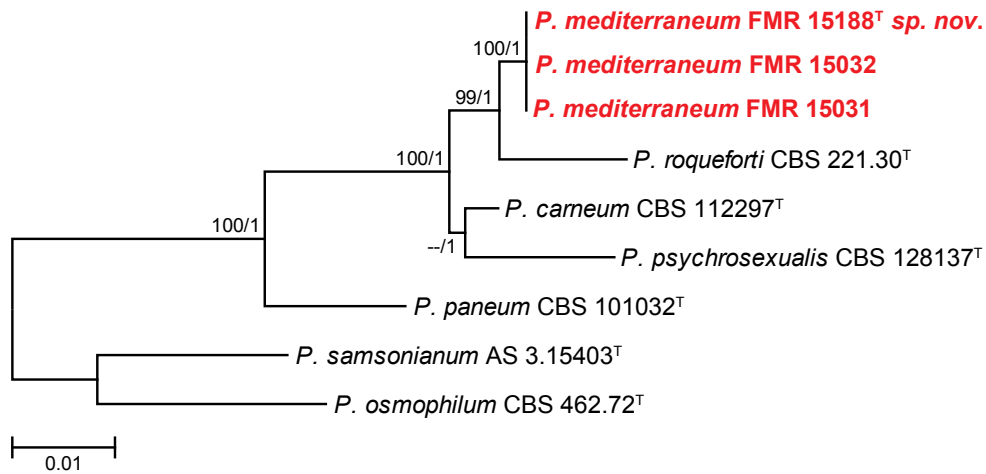 P. mediterraneum FMR 15188ᵀ sp. nov.
100/1
P. mediterraneum FMR 15032
99/1
P. mediterraneum FMR 15031
100/1
P. roqueforti CBS 221.30ᵀ
P. carneum CBS 112297ᵀ
100/1
--/1
P. psychrosexualis CBS 128137ᵀ
P. paneum CBS 101032ᵀ
P. samsonianum AS 3.15403ᵀ
P. osmophilum CBS 462.72ᵀ
0.01